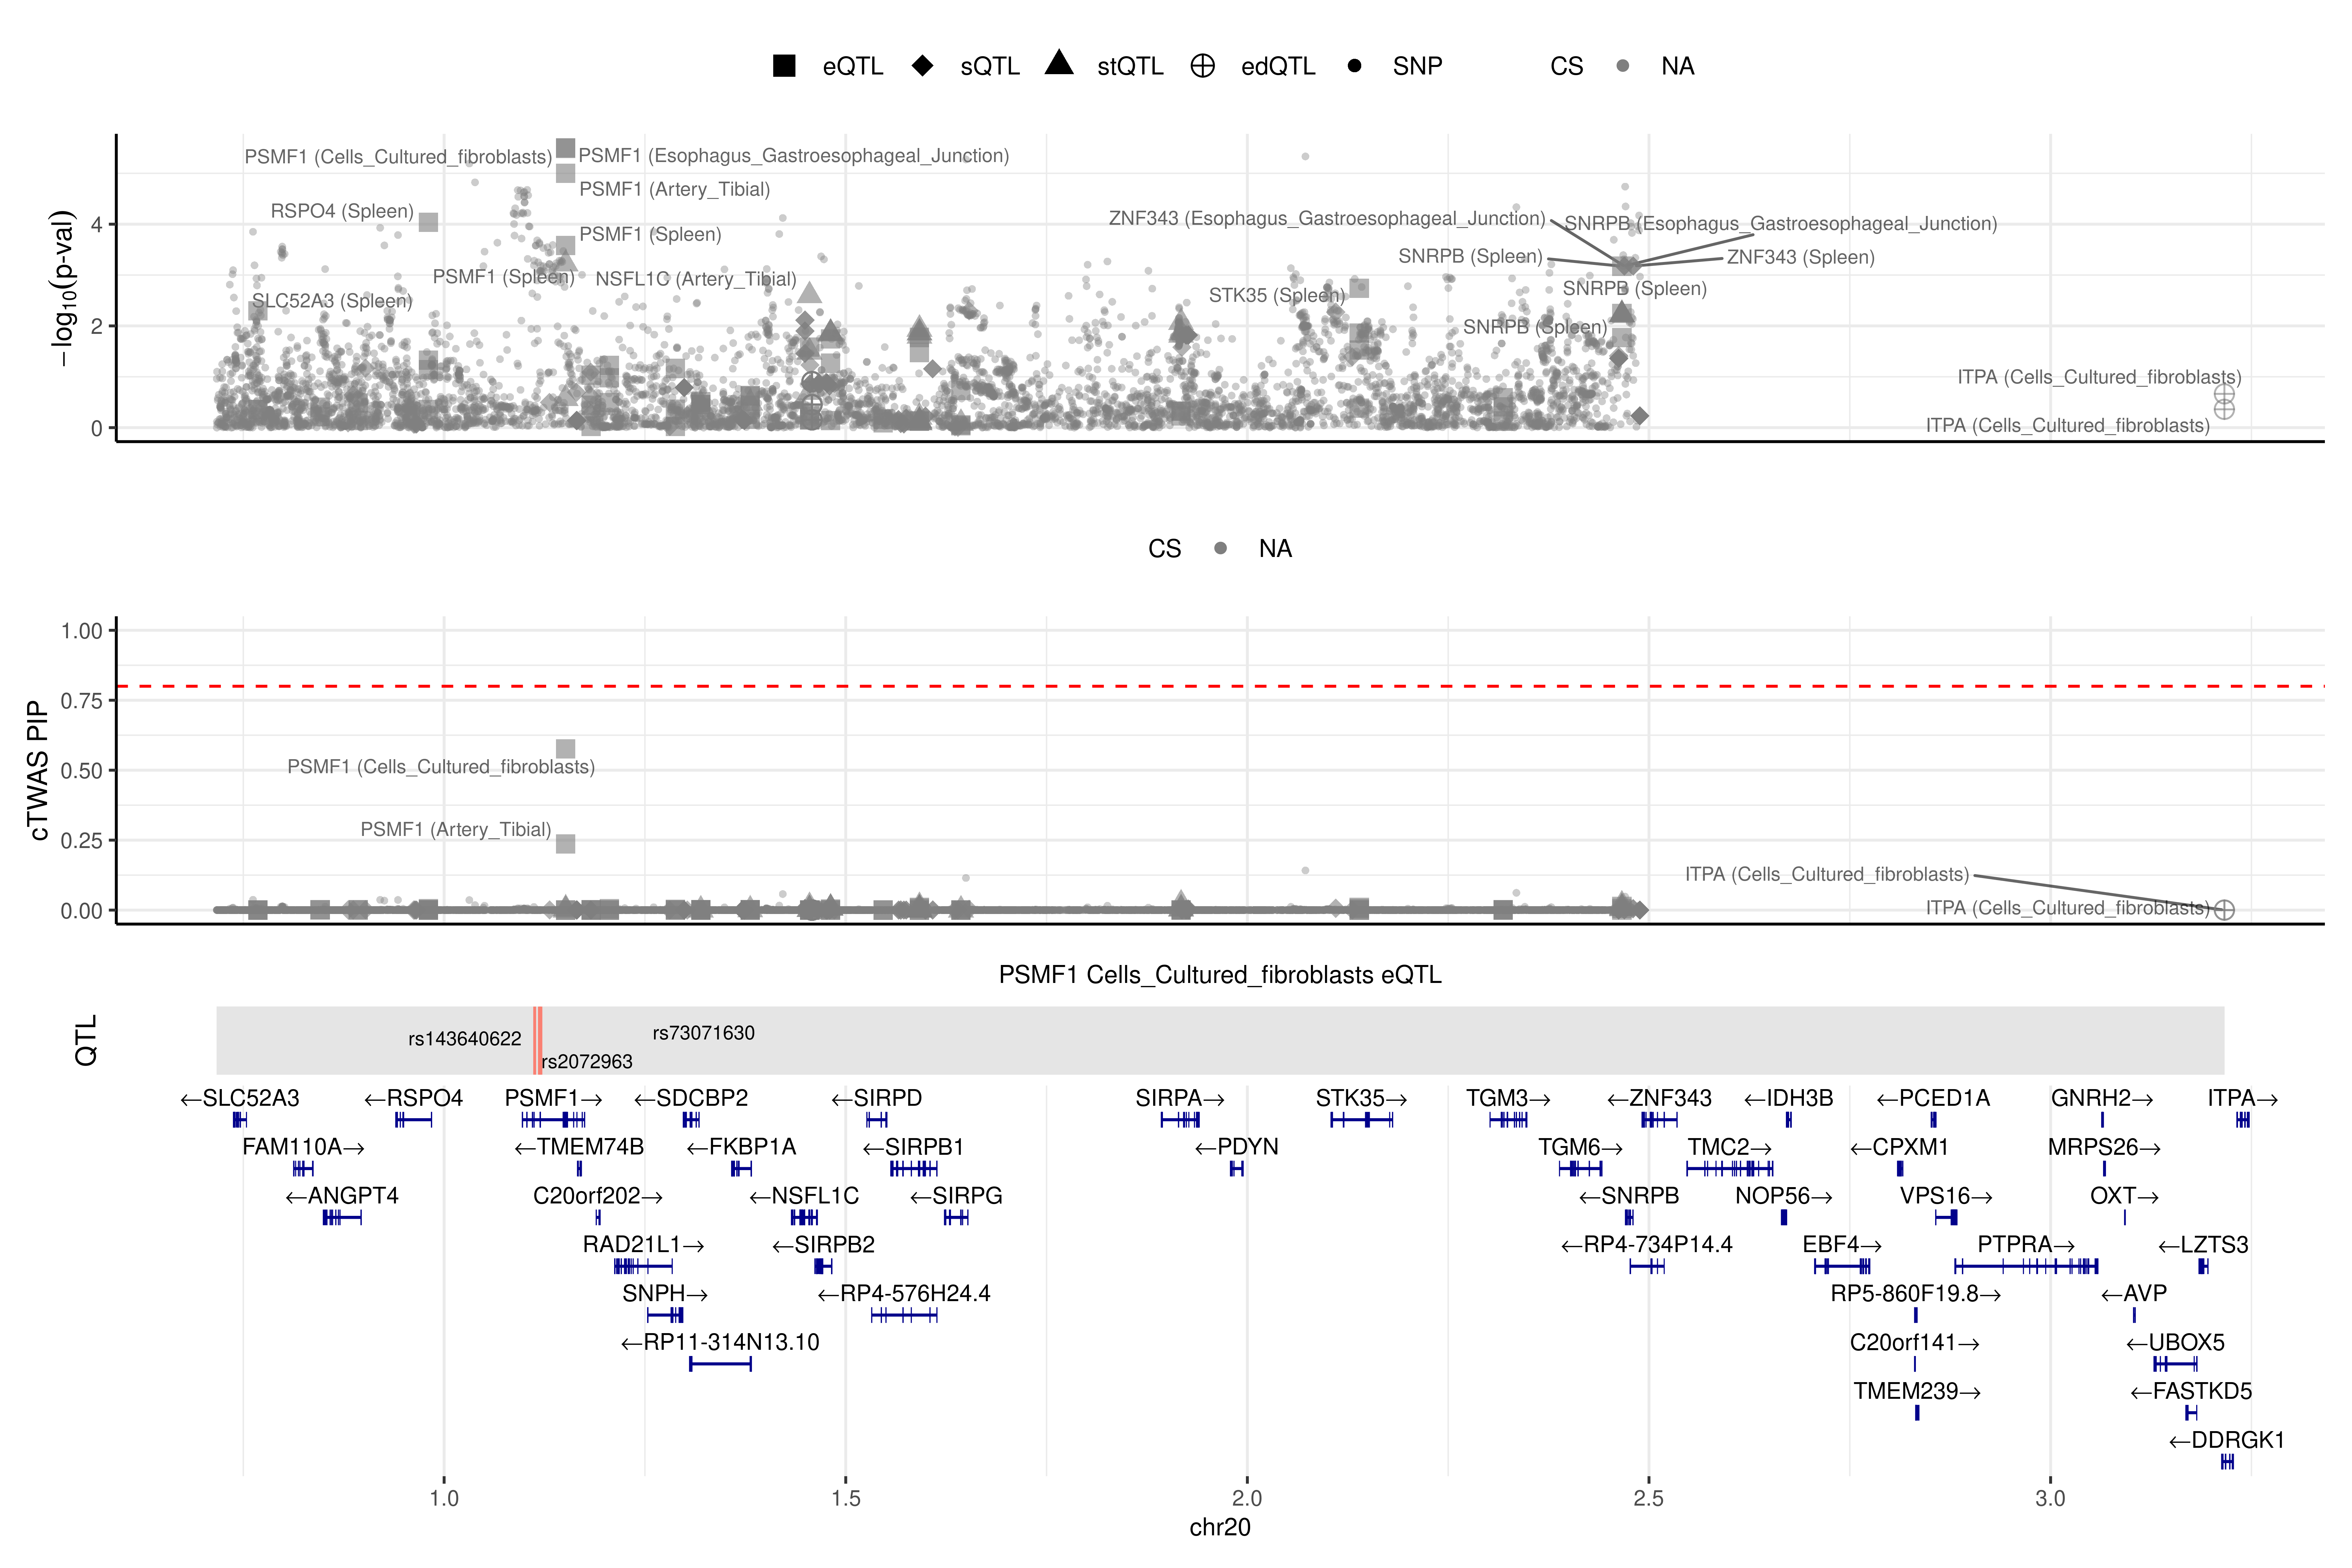 eQTL sQTL stQTL edQTL SNP CS NA
−log10(p-val)
4
2
0
PSMF1 (Cells_Cultured_fibroblasts)
PSMF1 (Esophagus_Gastroesophageal_Junction)
PSMF1 (Artery_Tibial)
RSPO4 (Spleen)
PSMF1 (Spleen)
PSMF1 (Spleen)
NSFL1C (Artery_Tibial)
SLC52A3 (Spleen)
ZNF343 (Esophagus_Gastroesophageal_Junction)
SNRPB (Esophagus_Gastroesophageal_Junction)
SNRPB (Spleen)
ZNF343 (Spleen)
STK35 (Spleen)
SNRPB (Spleen)
SNRPB (Spleen)
ITPA (Cells_Cultured_fibroblasts)
ITPA (Cells_Cultured_fibroblasts)
CS NA
cTWAS PIP
1.00
0.75
0.50
0.25
0.00
PSMF1 (Cells_Cultured_fibroblasts)
PSMF1 (Artery_Tibial)
ITPA (Cells_Cultured_fibroblasts)
ITPA (Cells_Cultured_fibroblasts)
PSMF1 Cells_Cultured_fibroblasts eQTL
QTL
rs143640622
rs2072963
rs73071630
←SLC52A3 ←RSPO4 PSMF1→ ←SDCBP2 ←SIRPD SIRPA→ STK35→ TGM3→ ←ZNF343 ←IDH3B ←PCED1A GNRH2→ ITPA→
FAM110A→ ←TMEM74B ←FKBP1A ←SIRPB1 ←PDYN TGM6→ TMC2→ ←CPXM1 MRPS26→
←ANGPT4 C20orf202→ ←NSFL1C ←SIRPG ←SNRPB NOP56→ VPS16→ OXT→
RAD21L1→ ←SIRPB2 ←RP4-734P14.4 EBF4→ PTPRA→ ←LZTS3
SNPH→ ←RP4-576H24.4 RP5-860F19.8→ ←AVP
←RP11-314N13.10 C20orf141→ ←UBOX5
TMEM239→ ←FASTKD5
←DDRGK1
1.0 1.5 2.0 2.5 3.0
chr20